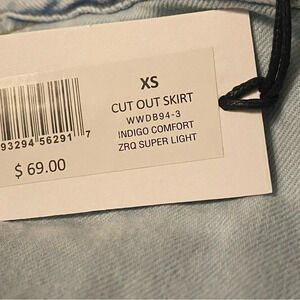 XS
CUT OUT SKIRT
WWDB94-3
INDIGO COMFORT
ZRQ SUPER LIGHT
93294 56291 7
$ 69.00